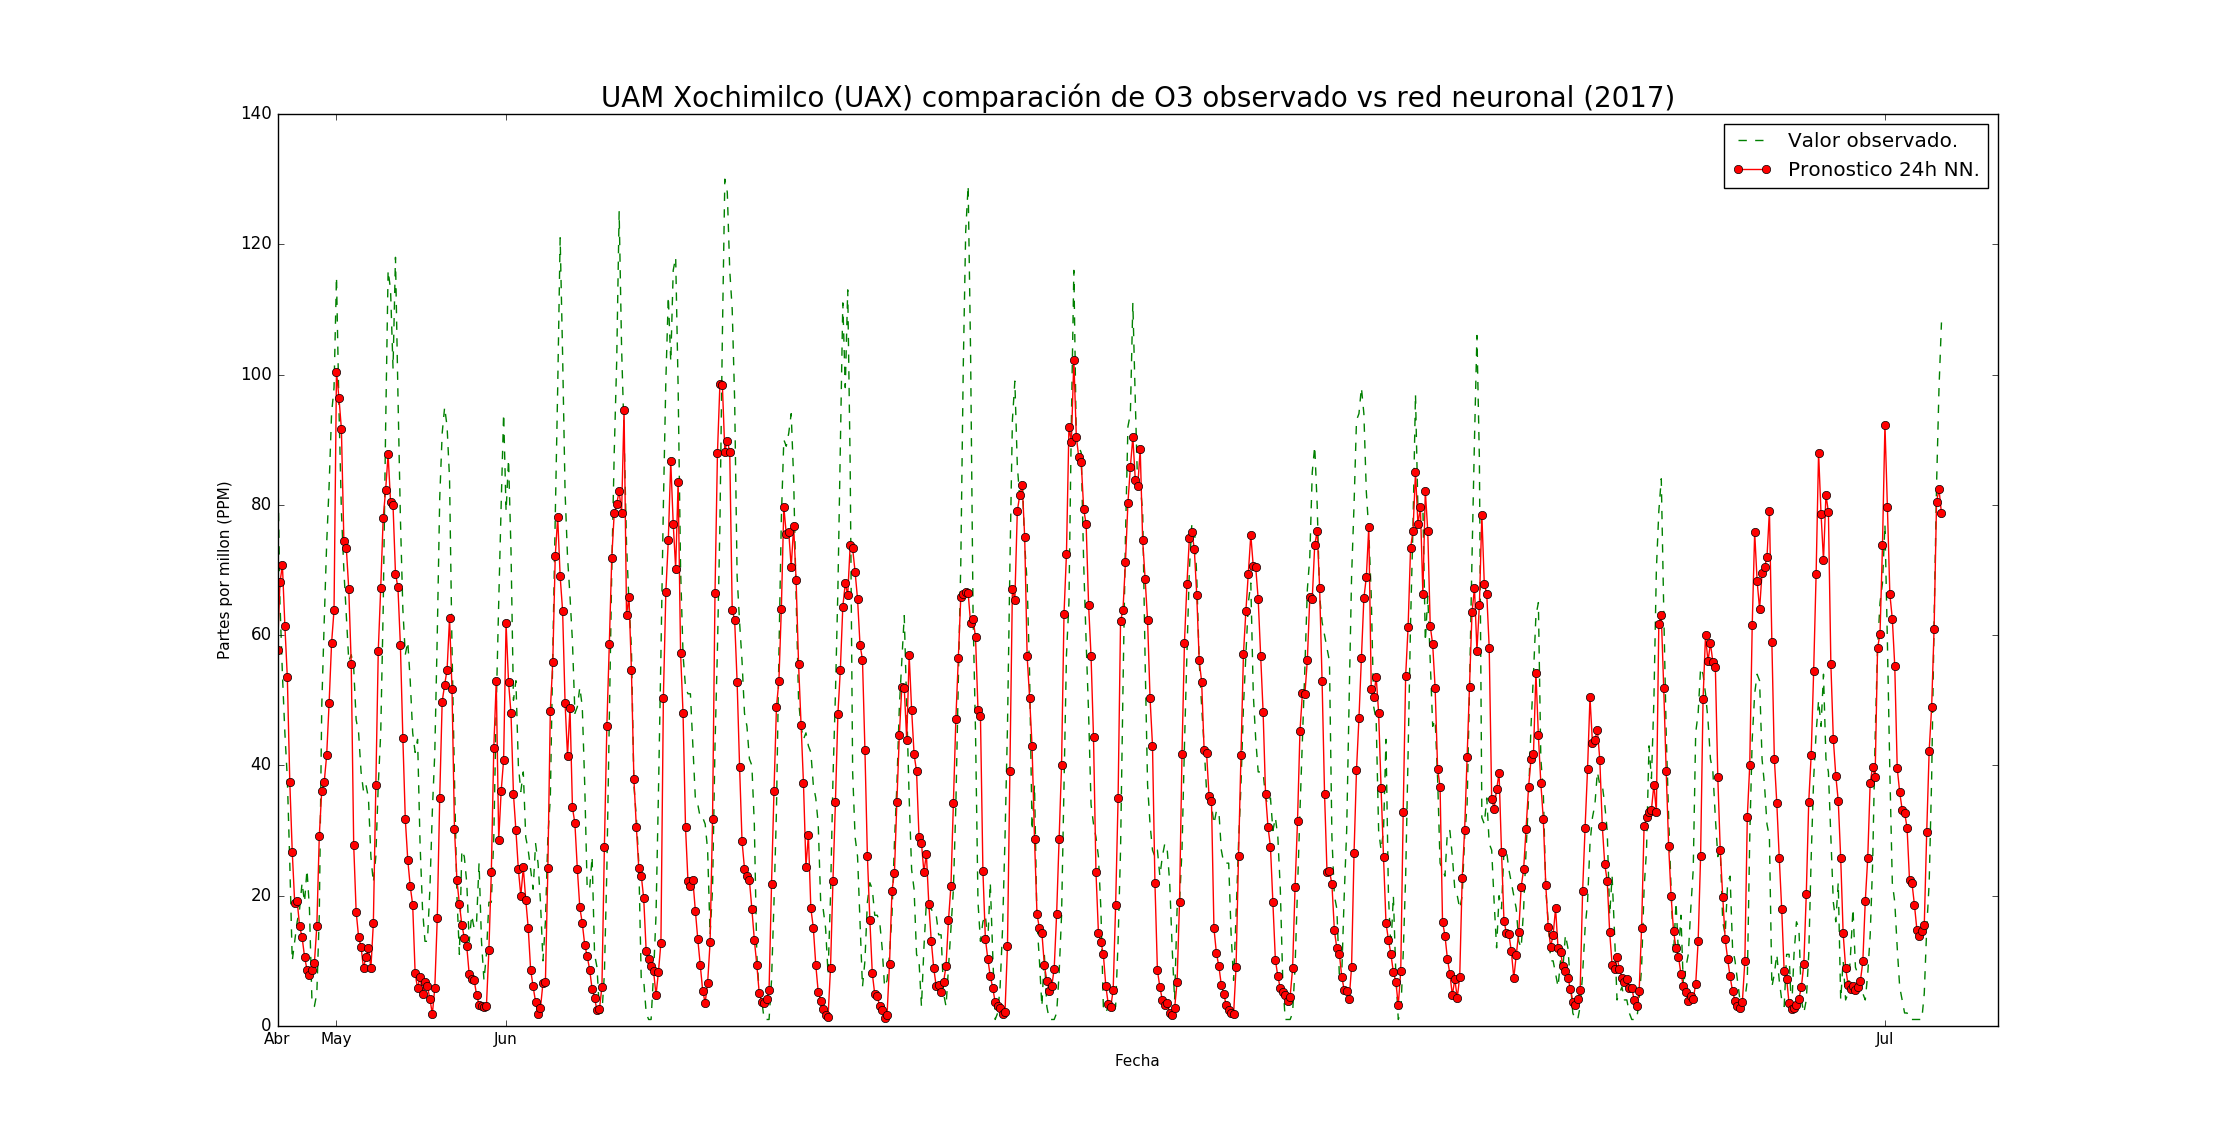 UAM Xochimilco (UAX) comparación de O3 observado vs red neuronal (2017)
140
120
100
80
60
40
20
0
Partes por millon (PPM)
Valor observado.
Pronostico 24h NN.
Abr May Jun Jul
Fecha